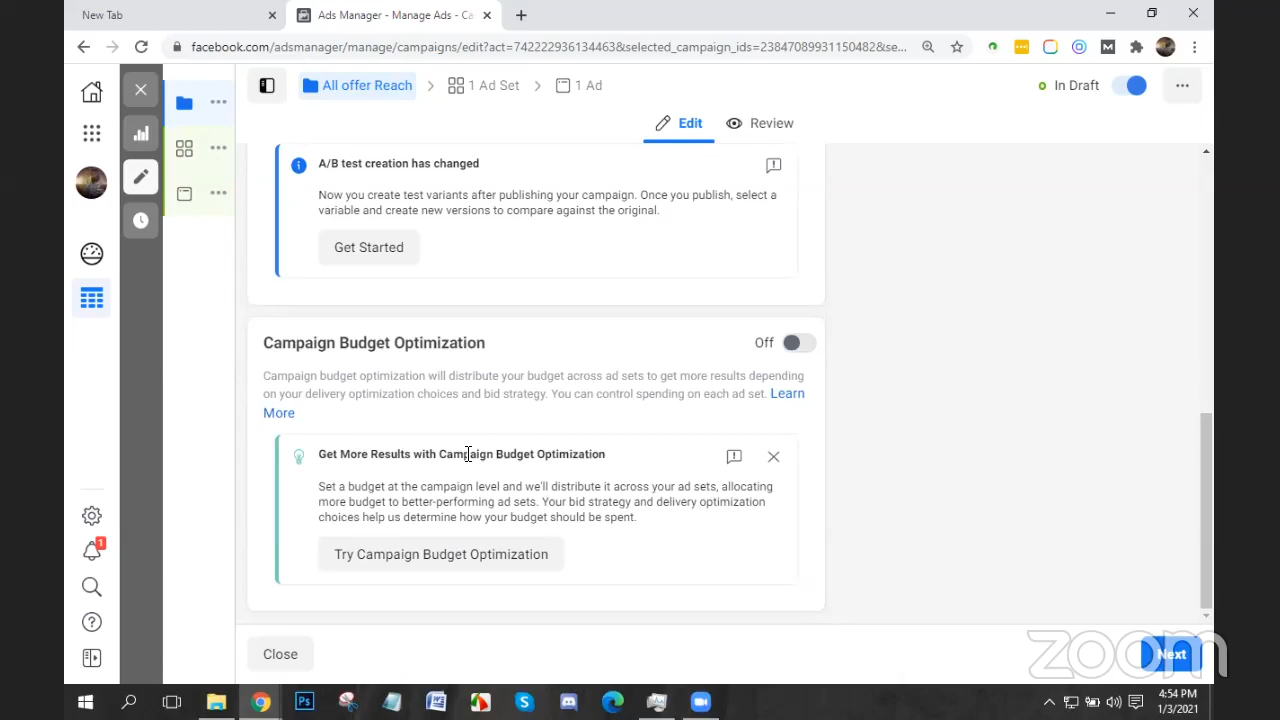 New Tab
Ads Manager - Manage Ads - Ca
facebook.com/adsmanager/manage/campaigns/edit?act=742222936134463&selected_campaign_ids=23847089931150482&se...
All offer Reach
1 Ad Set
1 Ad
In Draft
Edit
Review
A/B test creation has changed
Now you create test variants after publishing your campaign. Once you publish, select a
variable and create new versions to compare against the original.
Get Started
Campaign Budget Optimization
Off
Campaign budget optimization will distribute your budget across ad sets to get more results depending
on your delivery optimization choices and bid strategy. You can control spending on each ad set. Learn
More
Get More Results with Campaign Budget Optimization
Set a budget at the campaign level and we'll distribute it across your ad sets, allocating
more budget to better-performing ad sets. Your bid strategy and delivery optimization
choices help us determine how your budget should be spent.
Try Campaign Budget Optimization
1
Close
Next
zoom
4:54 PM
1/3/2021